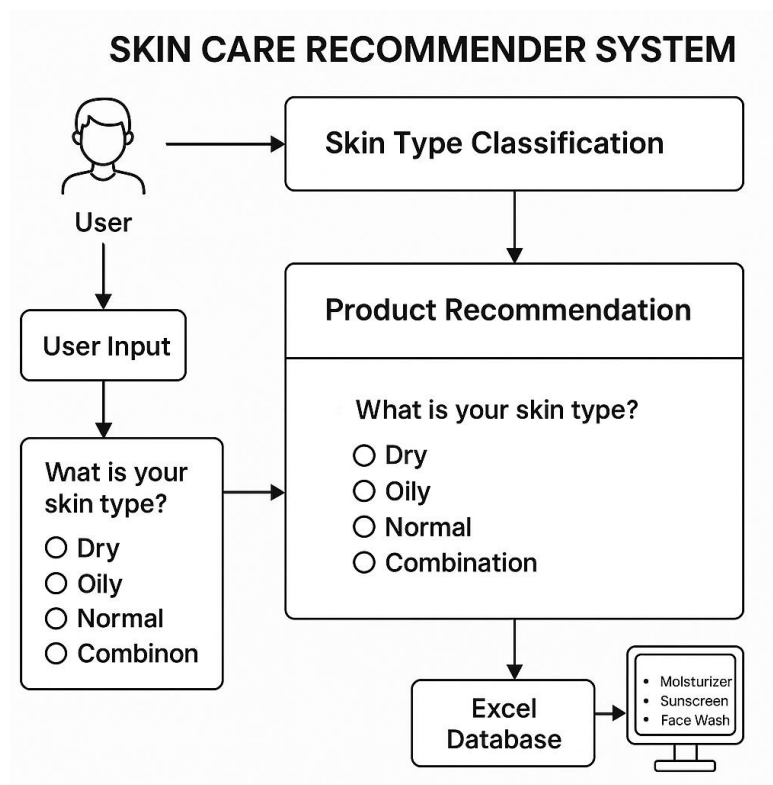 SKIN CARE RECOMMENDER SYSTEM
Skin Type Classification
User
Product Recommendation
User Input
What is your skin type?
Dry
Oily
Normal
Combination
Wnat is your
skin type?
Dry
Oily
Normal
Combinon
Excel
Database
Molsturizer
Sunscreen
Face Wash